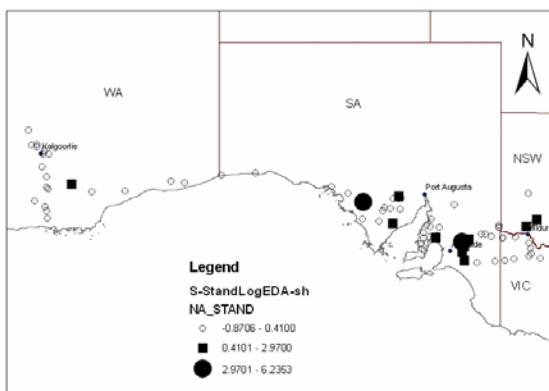 N
WA
SA
Kalgoorlie
NSW
Port Augusta
VIC
Legend
S-StandLogEDA-sh
NA_STAND
-0.8706 - 0.4100
0.4101 - 2.9700
2.9701 - 6.2353